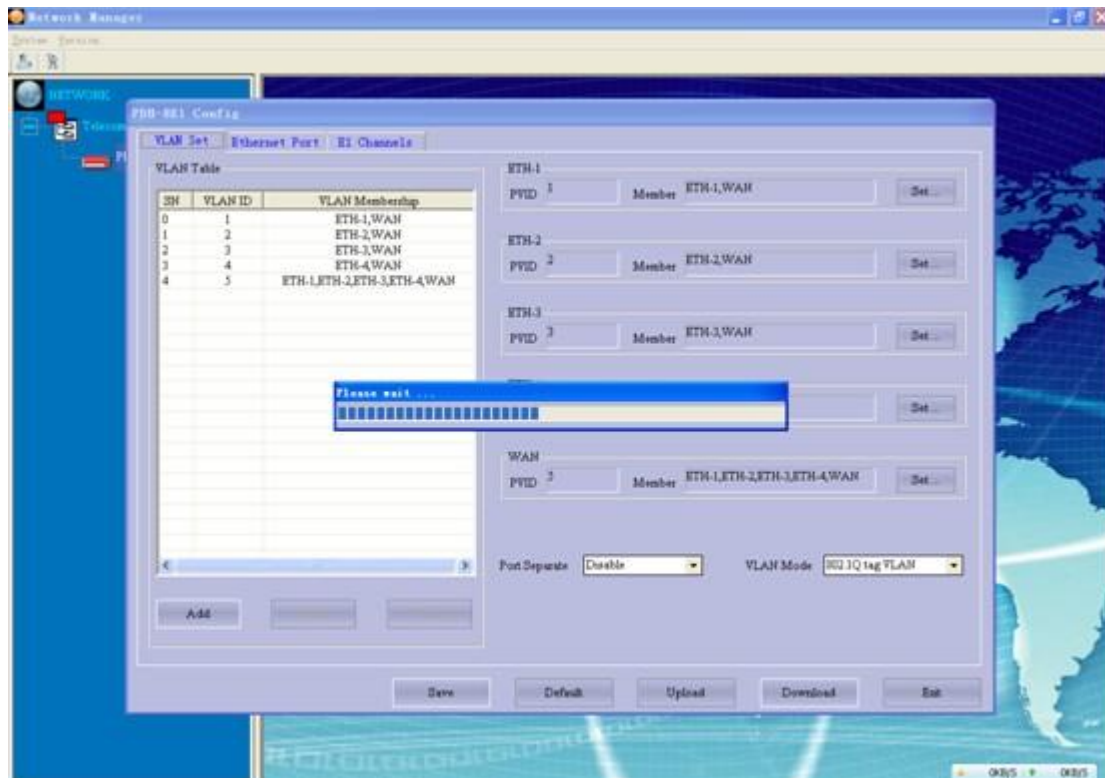 Network Manager
System Version
NETWORK
VLAN Set Ethernet Port E1 Channels
VLAN Table
SN VLAN ID VLAN Membership
0 1 ETH-1,WAN
1 2 ETH-2,WAN
2 3 ETH-3,WAN
3 4 ETH-4,WAN
4 5 ETH-1,ETH-2,ETH-3,ETH-4,WAN
Add
ETH-1
PVID 1 Member ETH-1,WAN Set...
ETH-2
PVID 2 Member ETH-2,WAN Set...
ETH-3
PVID 3 Member ETH-3,WAN Set...
Please wait ...
Set...
WAN
PVID Member ETH-1,ETH-2,ETH-3,ETH-4,WAN Set...
Port Separate Disable VLAN Mode 802.1Q tag VLAN
Save Default Upload Download Exit
0KB/S 0KB/S